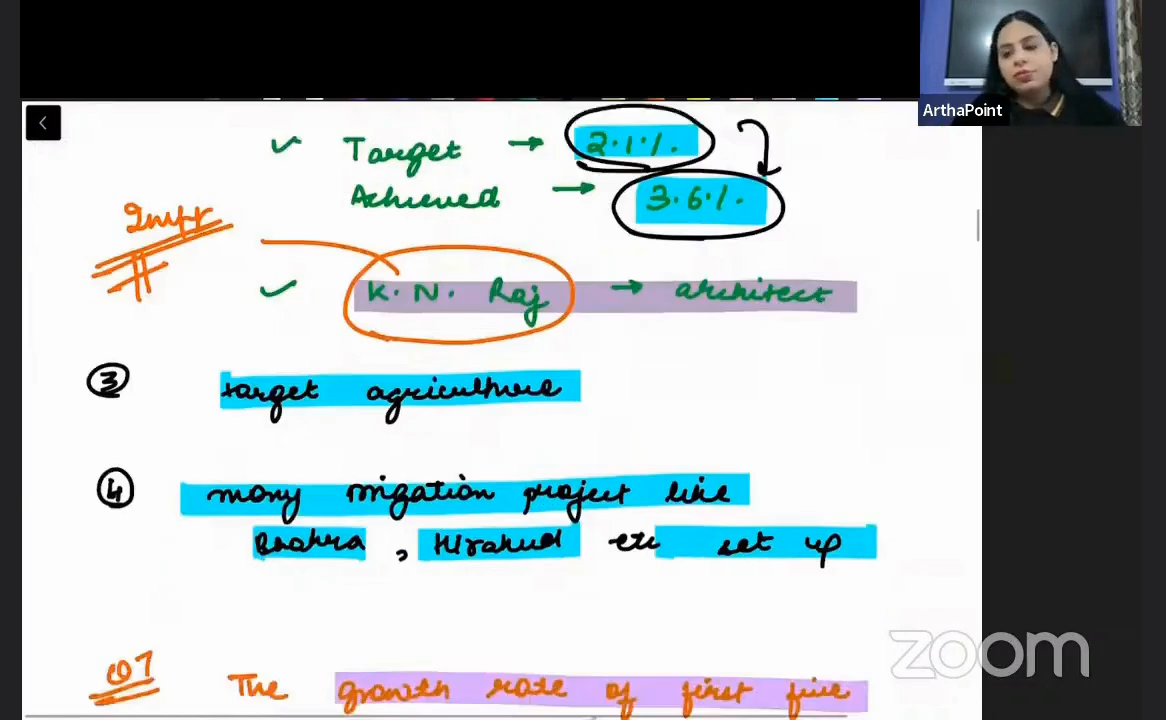 ArthaPoint
✓ Target → 2.1%.
Achieved → 3.6%.
✓ K. N. Raj → architect
③ target agriculture
④ many irrigation project like
Bhakra, Hirakud etc set up
zoom
Q7 The growth rate of first five